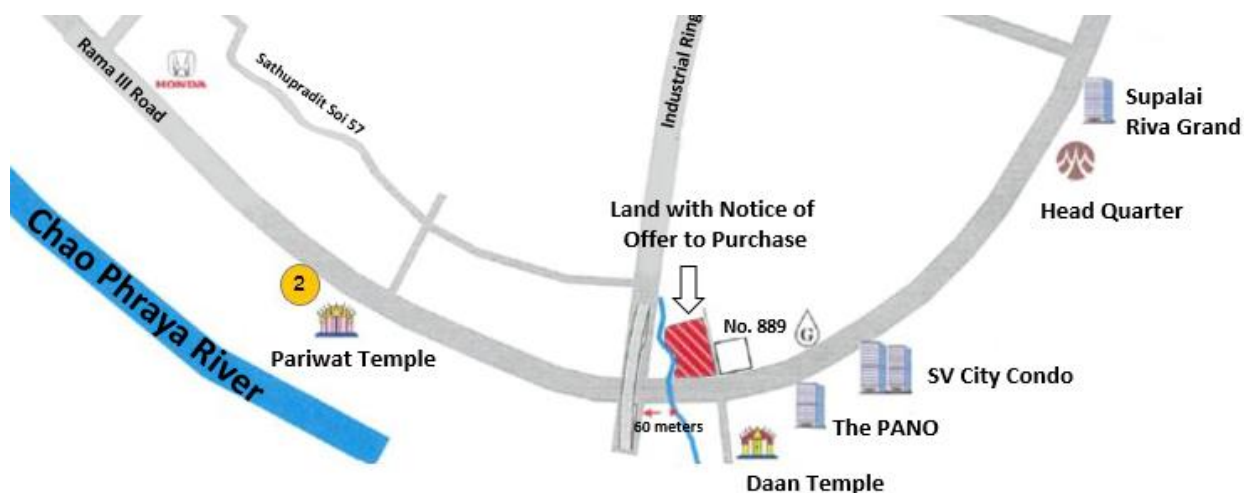 Rama III Road
HONDA
Sathupradit Soi 57
Industrial Ring
Supalai
Riva Grand
Head Quarter
Land with Notice of
Offer to Purchase
Chao Phraya River
2
Pariwat Temple
No. 889
G
SV City Condo
The PANO
60 meters
Daan Temple